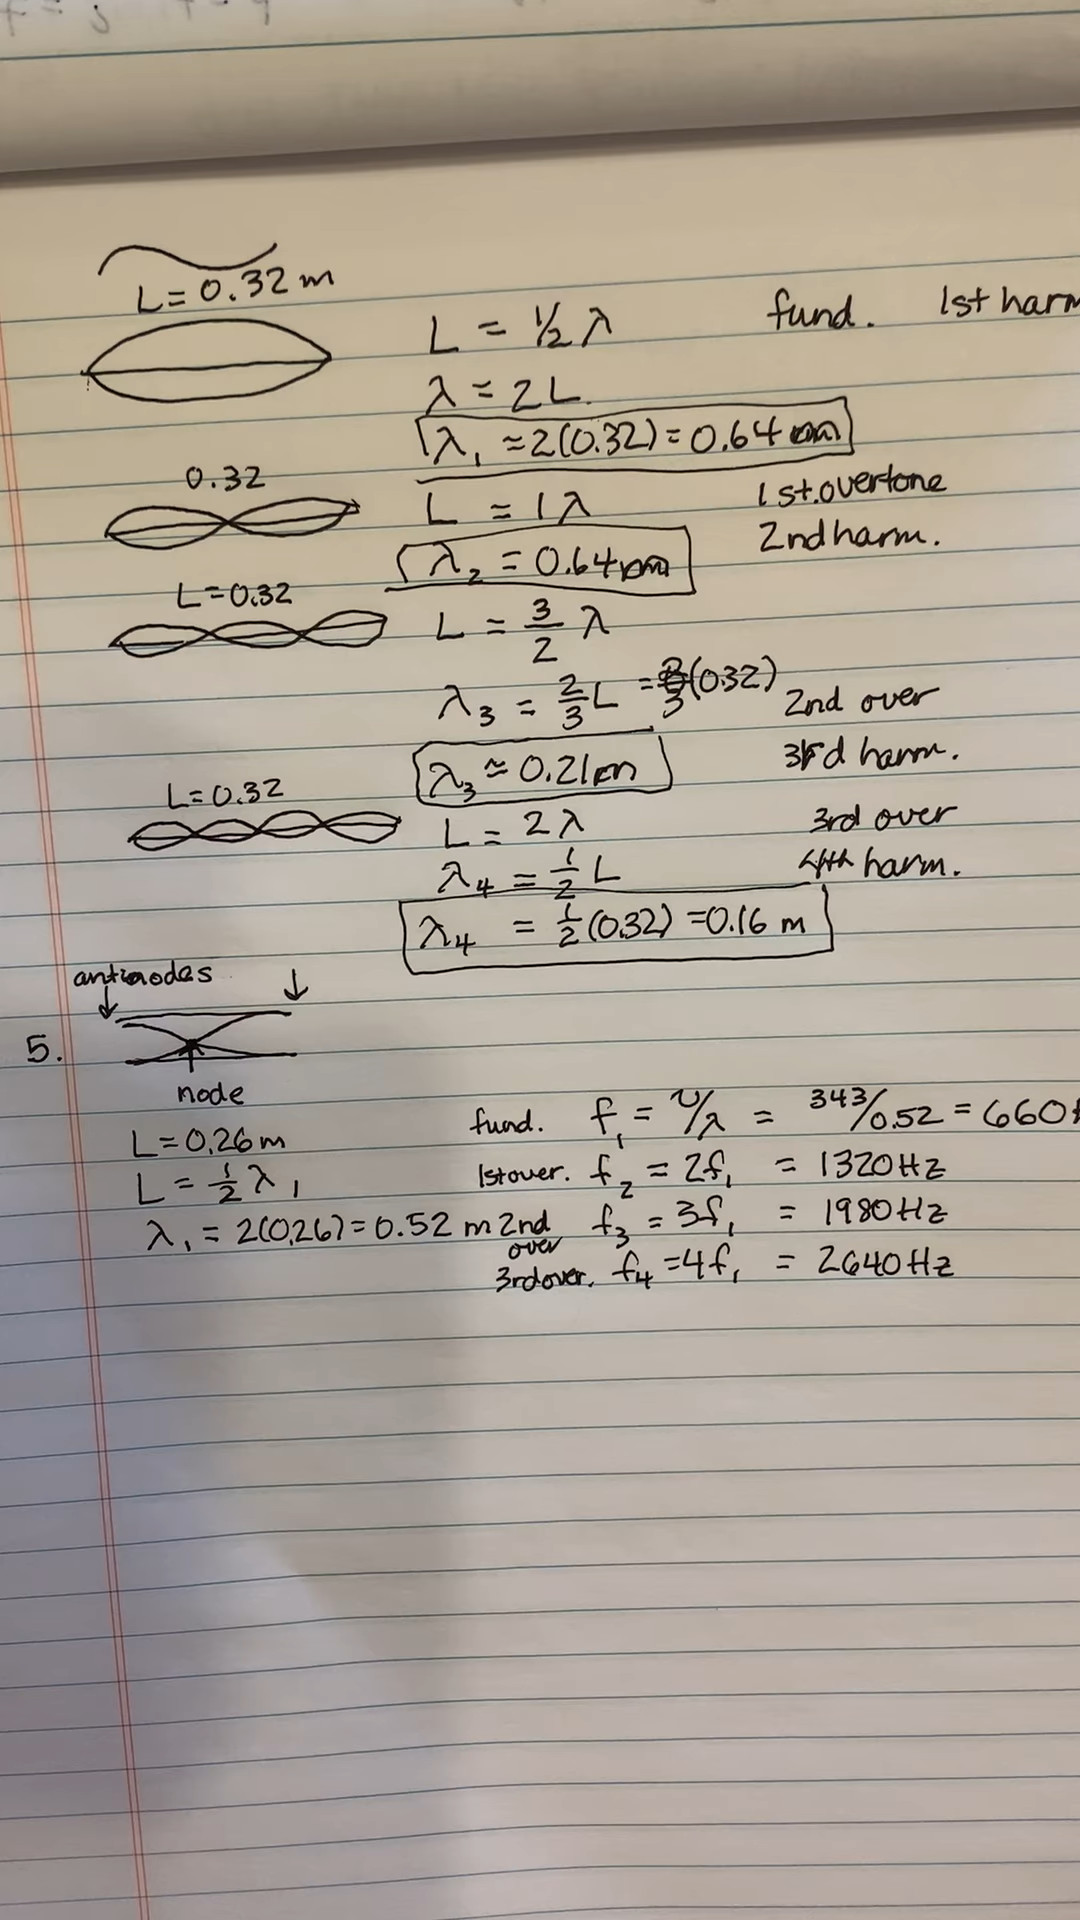 L = 0.32 m
L = ½ λ fund. 1st harm
λ = 2L.
λ₁ ≈ 2(0.32) = 0.64 m
0.32
L = 1λ 1st.overtone
λ₂ = 0.64 m 2nd harm.
L=0.32
L = 3/2 λ
λ₃ = 2/3 L = 2/3 (0.32) 2nd over
λ₃ ≈ 0.21 m 3rd harm.
L=0.32
L = 2λ 3rd over
λ₄ = ½ L 4th harm.
λ₄ = ½ (0.32) = 0.16 m
antinodes
5.
node
fund. f₁ = v/λ = 343/0.52 = 660
L = 0.26 m
1st over. f₂ = 2f₁ = 1320 Hz
L = ½ λ₁
λ₁ = 2(0.26) = 0.52 m
2nd over f₃ = 3f₁ = 1980 Hz
3rd over. f₄ = 4f₁ = 2640 Hz